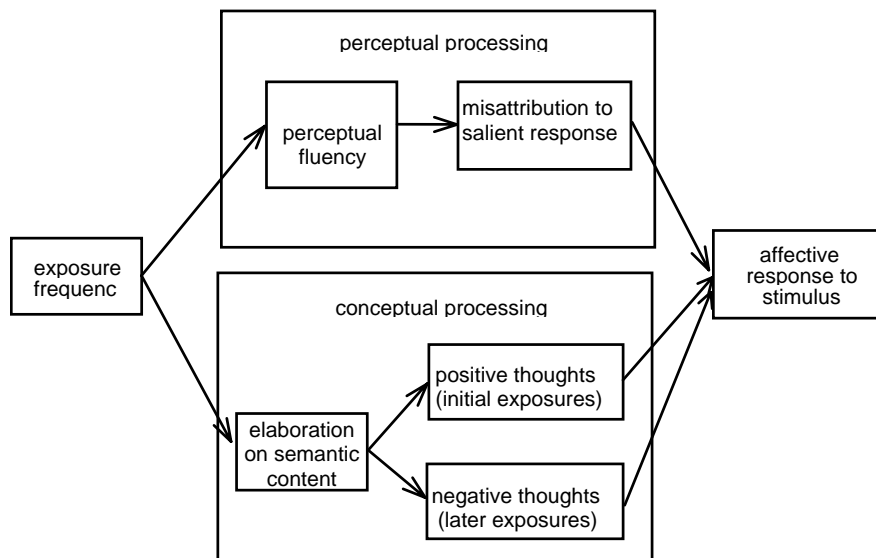 perceptual processing
perceptual
fluency
misattribution to
salient response
exposure
frequenc
affective
response to
stimulus
conceptual processing
positive thoughts
(initial exposures)
elaboration
on semantic
content
negative thoughts
(later exposures)